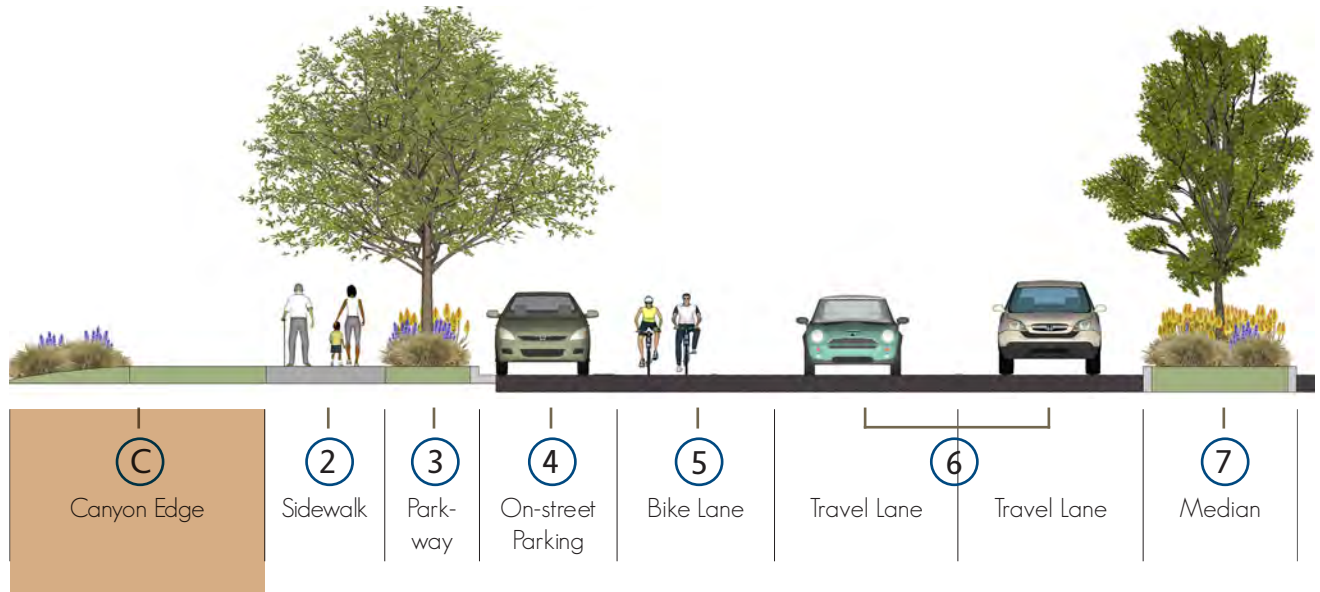 C
Canyon Edge
2
Sidewalk
3
Park-
way
4
On-street
Parking
5
Bike Lane
6
Travel Lane
Travel Lane
7
Median